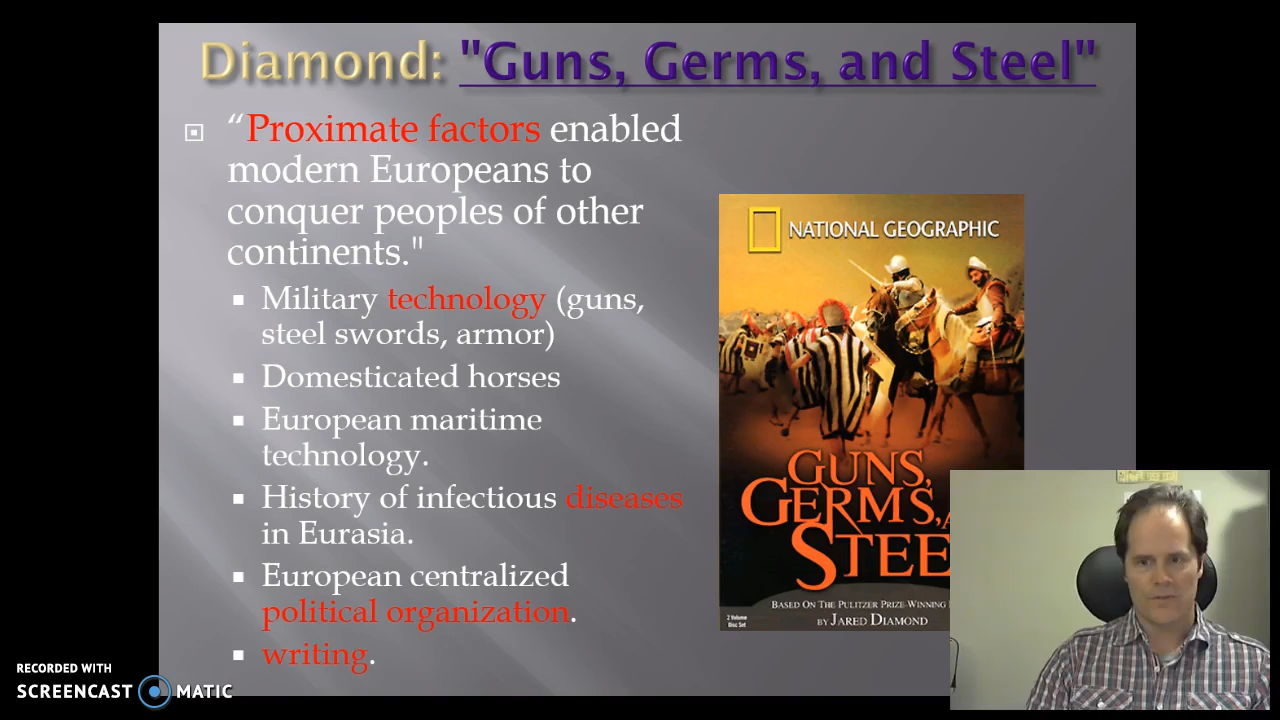 Diamond: "Guns, Germs, and Steel"
“Proximate factors enabled
modern Europeans to
conquer peoples of other
continents."
Military technology (guns,
steel swords, armor)
Domesticated horses
European maritime
technology.
History of infectious diseases
in Eurasia.
European centralized
political organization.
writing.
NATIONAL GEOGRAPHIC
GUNS,
GERMS,
STEE
BASED ON THE PULITZER PRIZE-WINNING
BY JARED DIAMOND
2 Volume
Disc Set
RECORDED WITH
SCREENCAST MATIC